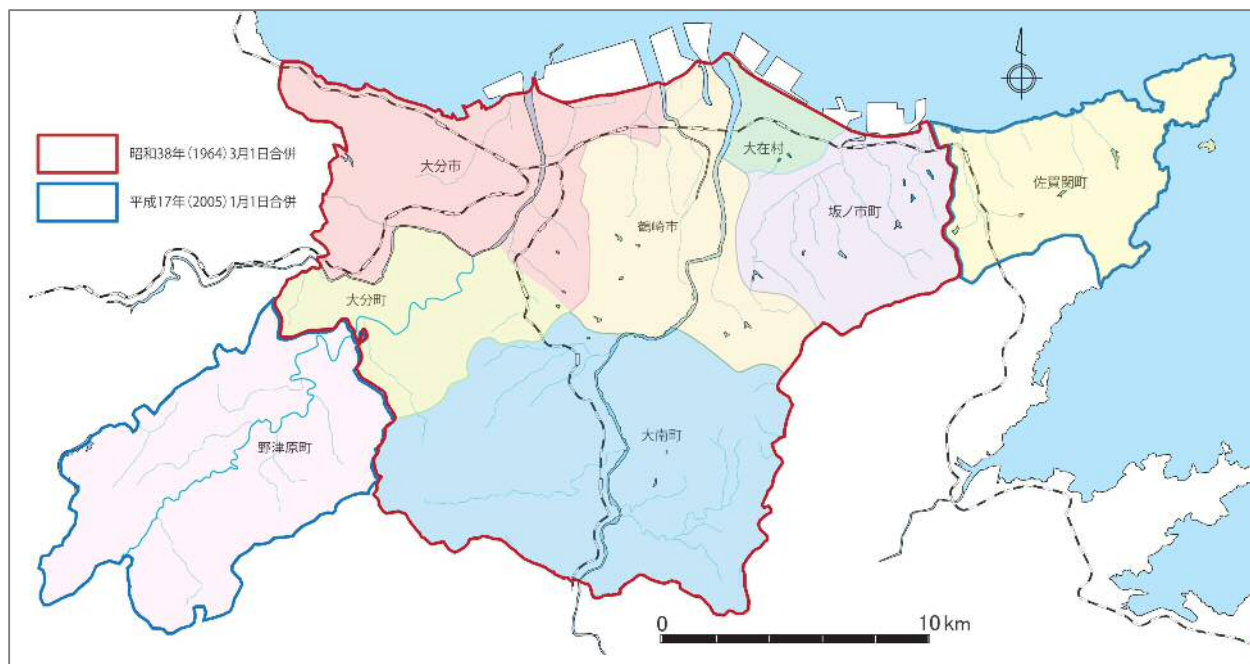 昭和38年(1964)3月1日合併
平成17年(2005)1月1日合併
大分市
大在村
佐賀関町
坂ノ市町
鶴崎市
大分町
大南町
野津原町
0 10km